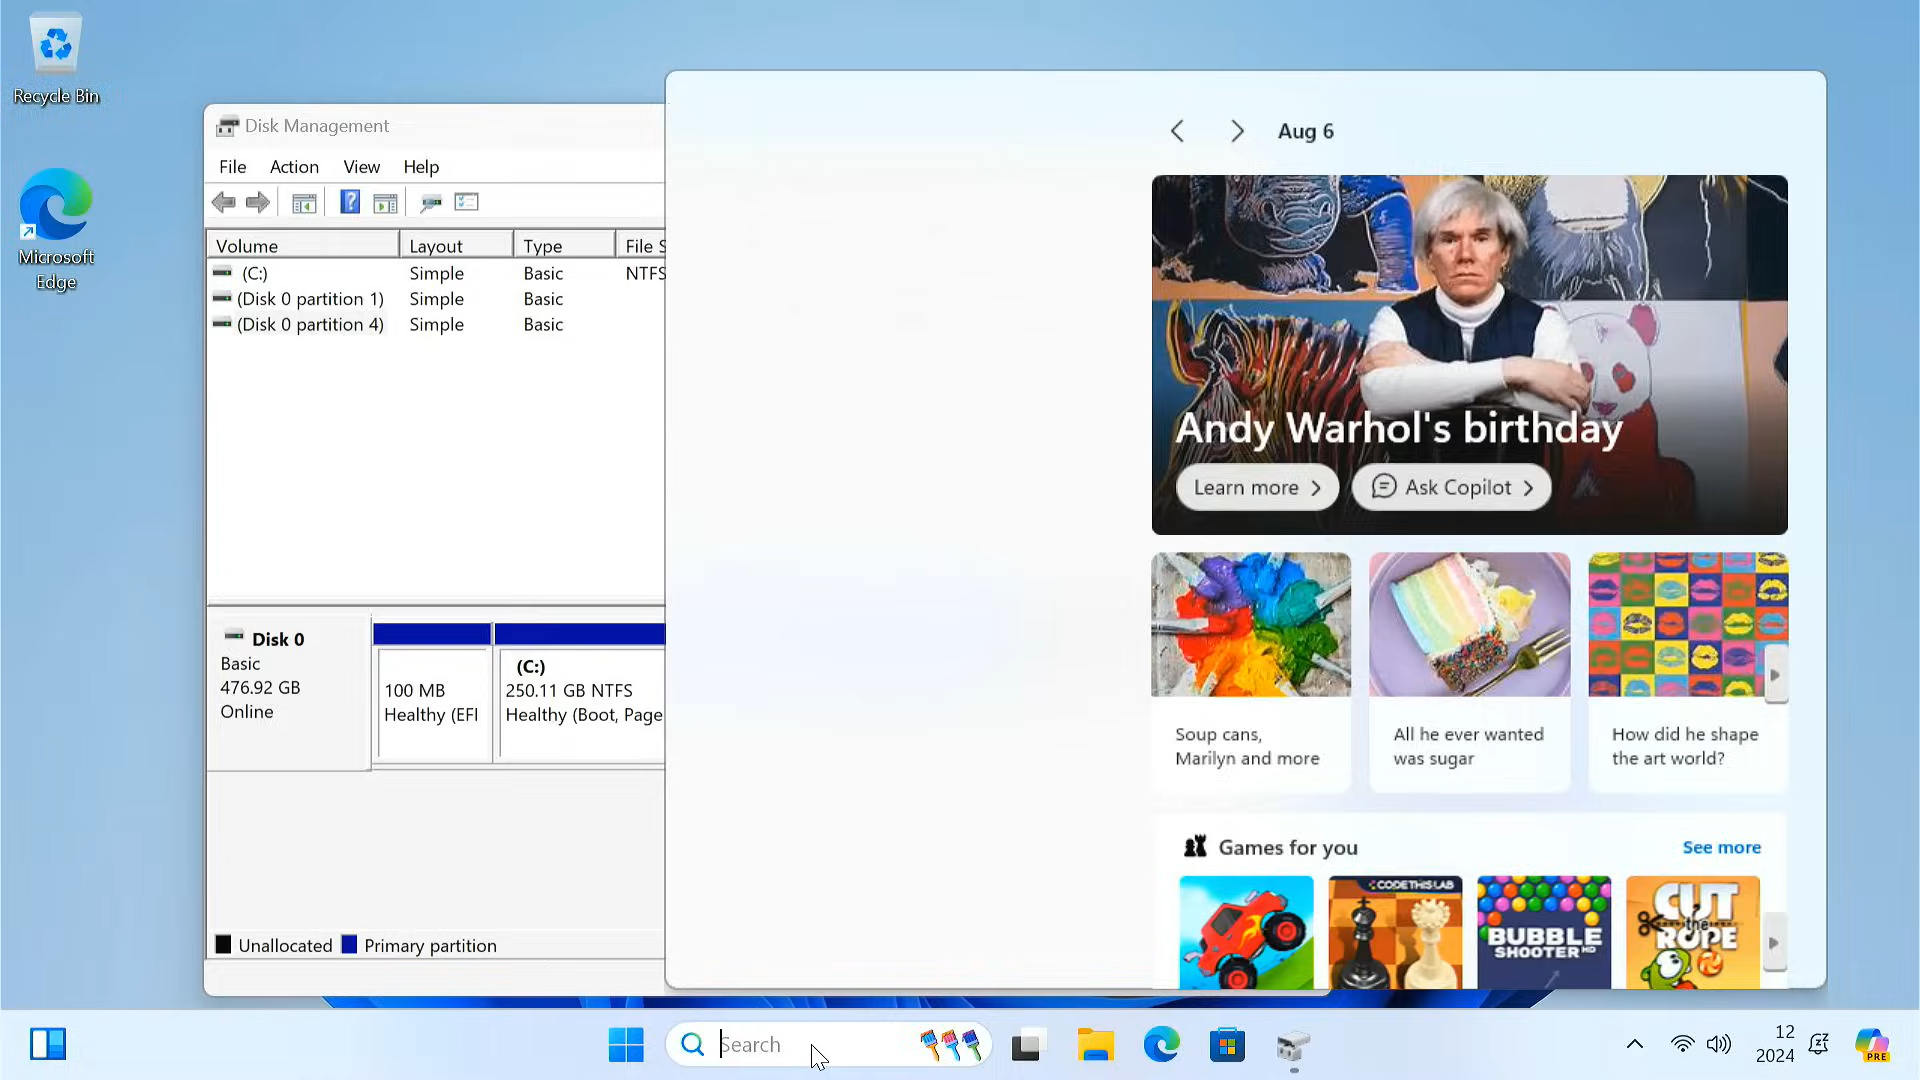 Recycle Bin
Microsoft
Edge
Disk Management
File Action View Help
Volume Layout Type File S
(C:) Simple Basic NTFS
(Disk 0 partition 1) Simple Basic
(Disk 0 partition 4) Simple Basic
Disk 0
Basic
476.92 GB
Online
100 MB
Healthy (EFI
(C:)
250.11 GB NTFS
Healthy (Boot, Page
Unallocated Primary partition
Aug 6
Andy Warhol's birthday
Learn more
Ask Copilot
Soup cans,
Marilyn and more
All he ever wanted
was sugar
How did he shape
the art world?
Games for you
See more
CODETHISLAB
BUBBLE
SHOOTER HD
CUT
the
ROPE
Search
12
2024
PRE